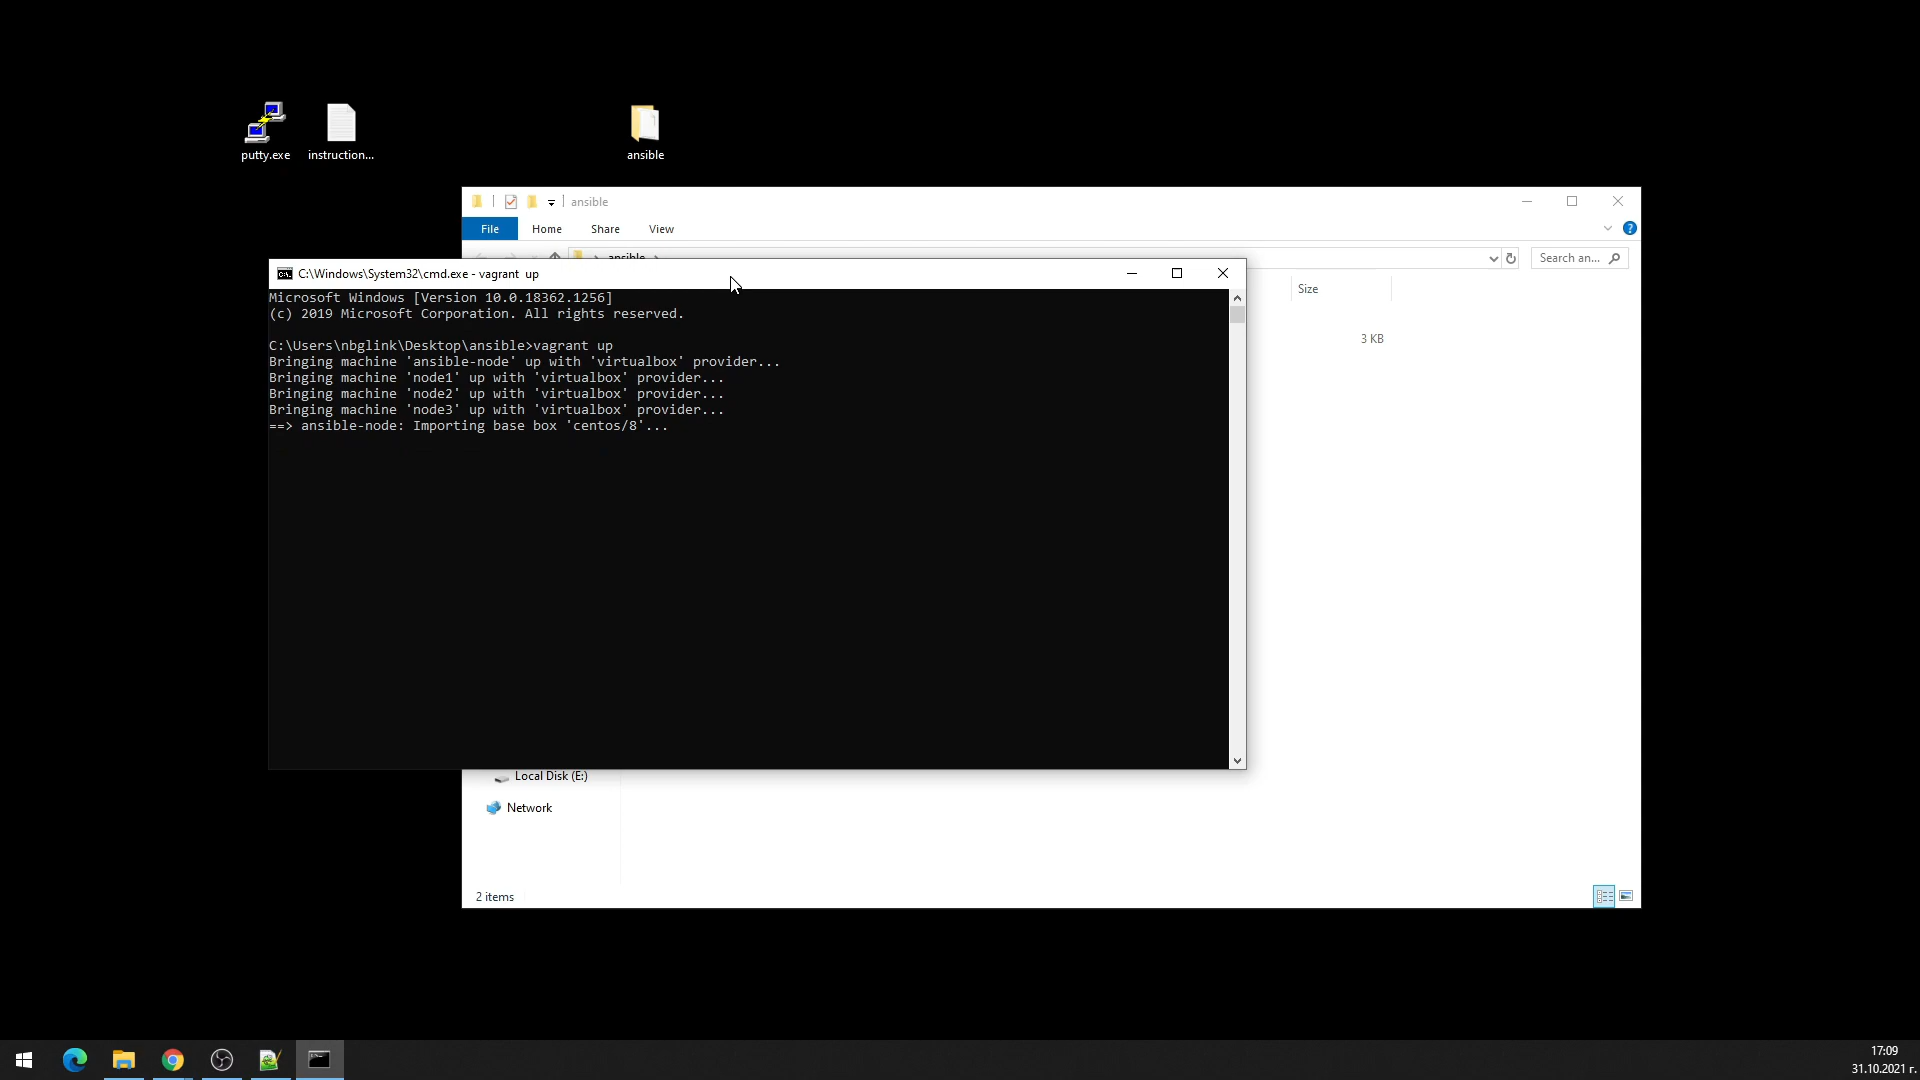 putty.exe
instruction...
ansible
ansible
File
Home
Share
View
Search an...
C:\Windows\System32\cmd.exe - vagrant  up
Microsoft Windows [Version 10.0.18362.1256]
(c) 2019 Microsoft Corporation. All rights reserved.
C:\Users\nbglink\Desktop\ansible>vagrant up
Bringing machine 'ansible-node' up with 'virtualbox' provider...
Bringing machine 'node1' up with 'virtualbox' provider...
Bringing machine 'node2' up with 'virtualbox' provider...
Bringing machine 'node3' up with 'virtualbox' provider...
==> ansible-node: Importing base box 'centos/8'...
Size
3 KB
Local Disk (E:)
Network
2 items
17:09
31.10.2021 г.